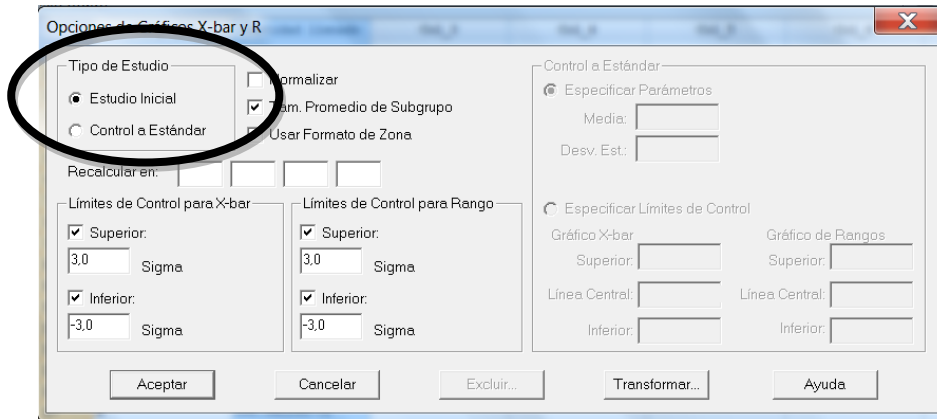 Opciones de Gráficos X-bar y R
Tipo de Estudio
Estudio Inicial
Control a Estándar
Normalizar
Tam. Promedio de Subgrupo
Usar Formato de Zona
Recalcular en:
Límites de Control para X-bar
Superior:
3,0 Sigma
Inferior:
-3,0 Sigma
Límites de Control para Rango
Superior:
3,0 Sigma
Inferior:
-3,0 Sigma
Control a Estándar
Especificar Parámetros
Media:
Desv. Est.:
Especificar Límites de Control
Gráfico X-bar
Superior:
Línea Central:
Inferior:
Gráfico de Rangos
Superior:
Línea Central:
Inferior:
Aceptar
Cancelar
Excluir...
Transformar...
Ayuda